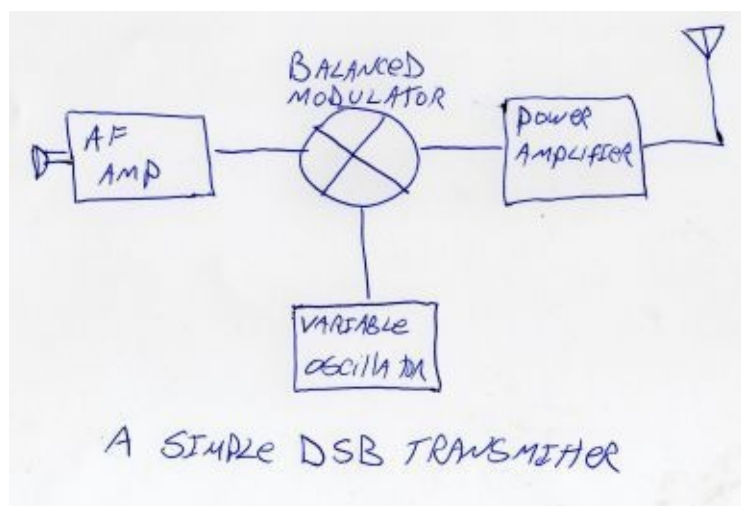 BALANCED
MODULATOR
AF
AMP
POWER
AMPLIFIER
VARIABLE
OSCILLATOR
A SIMPLE DSB TRANSMITTER